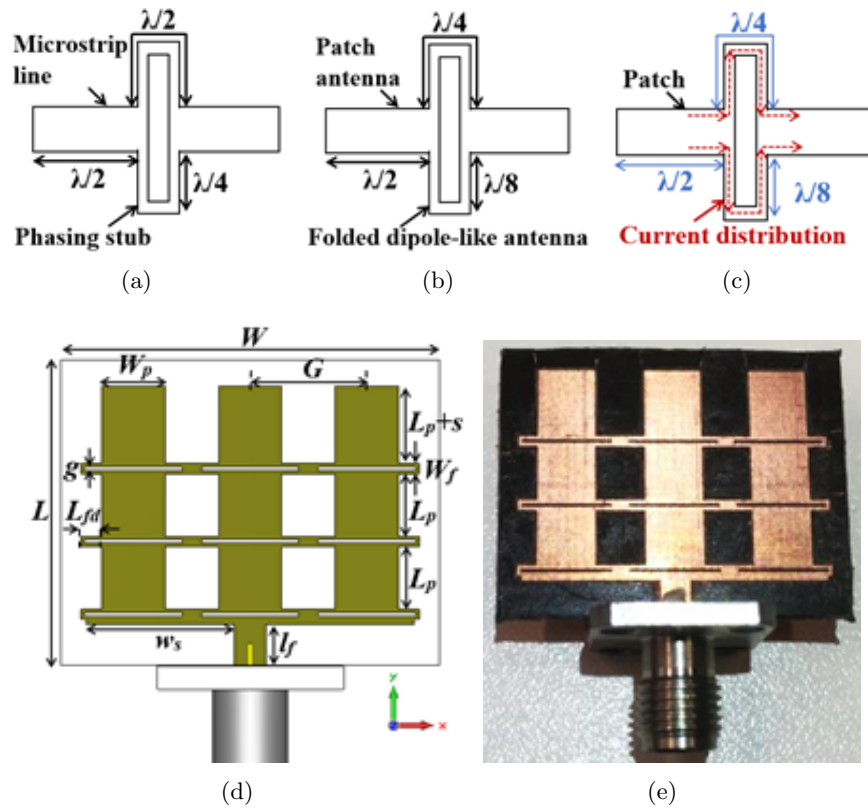 λ/2
Microstrip
line
λ/2
λ/4
Phasing stub
(a)
λ/4
Patch
antenna
λ/2
λ/8
Folded dipole-like antenna
(b)
λ/4
Patch
λ/2
λ/8
Current distribution
(c)
W
Wp
G
Lp+s
g
Wf
L
Lfd
Lp
Lp
ws
lf
y
x
(d)
(e)